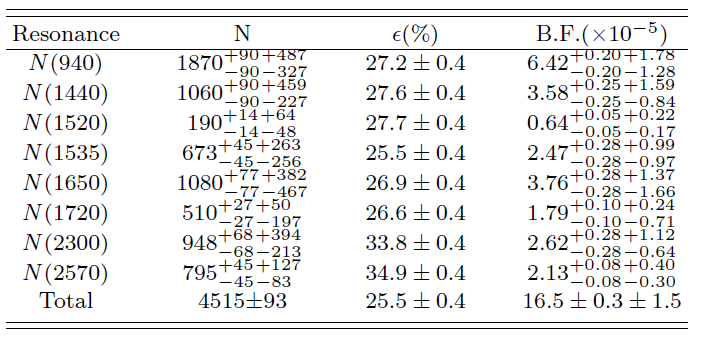 Resonance N ϵ(%) B.F.(×10⁻⁵)
N(940) 1870+90+487−90−327 27.2 ± 0.4 6.42+0.20+1.78−0.20−1.28
N(1440) 1060+90+459−90−227 27.6 ± 0.4 3.58+0.25+1.59−0.25−0.84
N(1520) 190+14+64−14−48 27.7 ± 0.4 0.64+0.05+0.22−0.05−0.17
N(1535) 673+45+263−45−256 25.5 ± 0.4 2.47+0.28+0.99−0.28−0.97
N(1650) 1080+77+382−77−467 26.9 ± 0.4 3.76+0.28+1.37−0.28−1.66
N(1720) 510+27+50−27−197 26.6 ± 0.4 1.79+0.10+0.24−0.10−0.71
N(2300) 948+68+394−68−213 33.8 ± 0.4 2.62+0.28+1.12−0.28−0.64
N(2570) 795+45+127−45−83 34.9 ± 0.4 2.13+0.08+0.40−0.08−0.30
Total 4515±93 25.5 ± 0.4 16.5 ± 0.3 ± 1.5